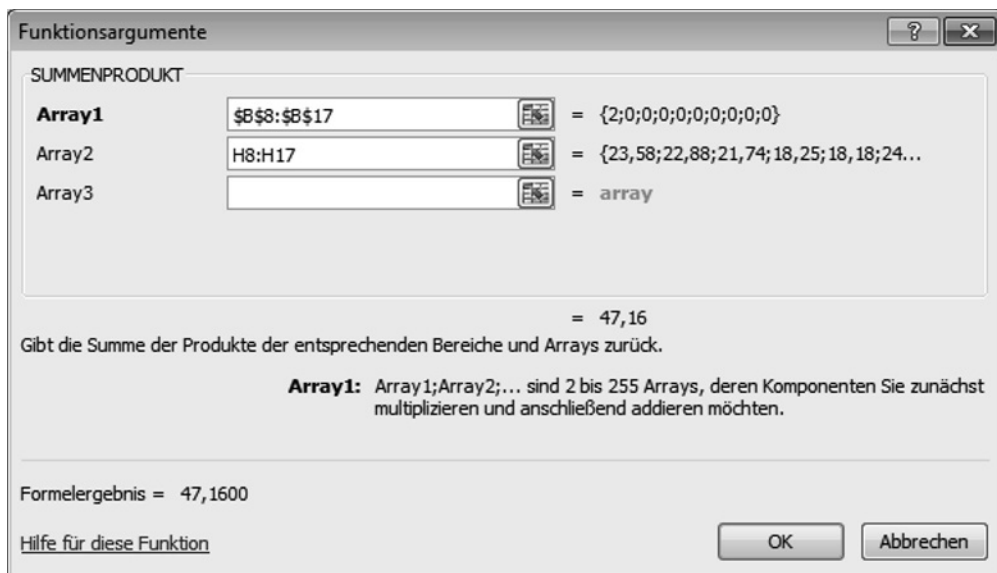 Funktionsargumente
SUMMENPRODUKT
Array1 $B$8:$B$17 = {2;0;0;0;0;0;0;0;0;0}
Array2 H8:H17 = {23,58;22,88;21,74;18,25;18,18;24...
Array3 = array
= 47,16
Gibt die Summe der Produkte der entsprechenden Bereiche und Arrays zurück.
Array1: Array1;Array2;... sind 2 bis 255 Arrays, deren Komponenten Sie zunächst
multiplizieren und anschließend addieren möchten.
Formelergebnis = 47,1600
Hilfe für diese Funktion OK Abbrechen